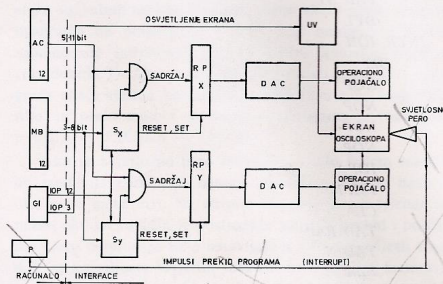 OSVJETLJENJE EKRANA
UV
AC
12
5-11 bit
SADRŽAJ
R P
X
DAC
OPERACIONO
POJAČALO
SVJETLOSNO
PERO
MB
12
3-8 bit
Sx
RESET, SET
EKRAN
OSCILOSKOPA
SADRŽAJ
RP
Y
DAC
OPERACIONO
POJAČALO
GI
IOP 12
IOP 3
Sy
RESET, SET
P
IMPULSI PREKID PROGRAMA (INTERRUPT)
RAČUNALO
INTERFACE